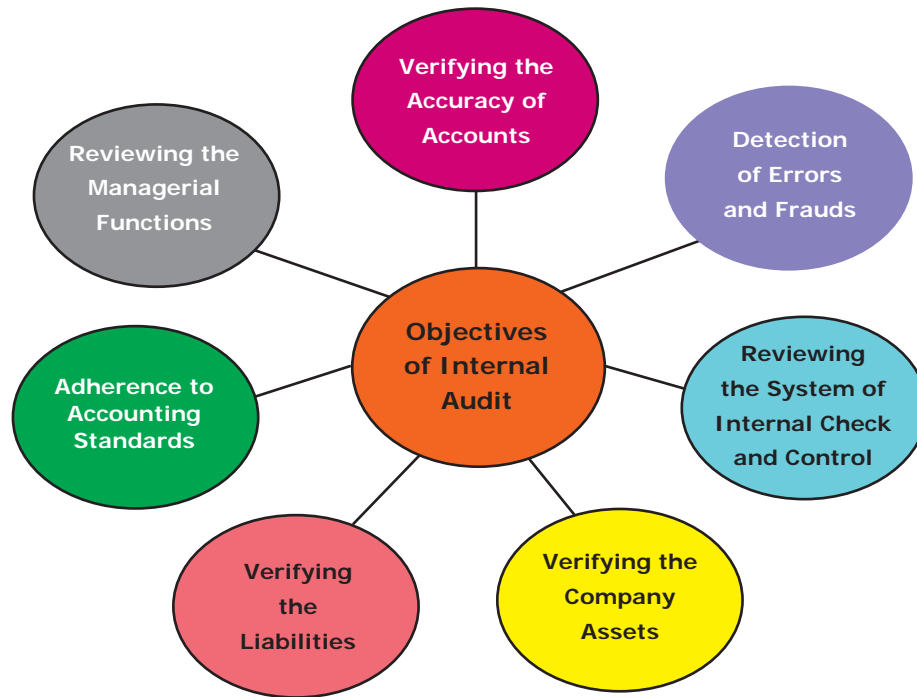 Verifying the
Accuracy of
Accounts
Detection
of Errors
and Frauds
Reviewing the
Managerial
Functions
Objectives
of Internal
Audit
Reviewing
the System of
Internal Check
and Control
Adherence to
Accounting
Standards
Verifying
the
Liabilities
Verifying the
Company
Assets